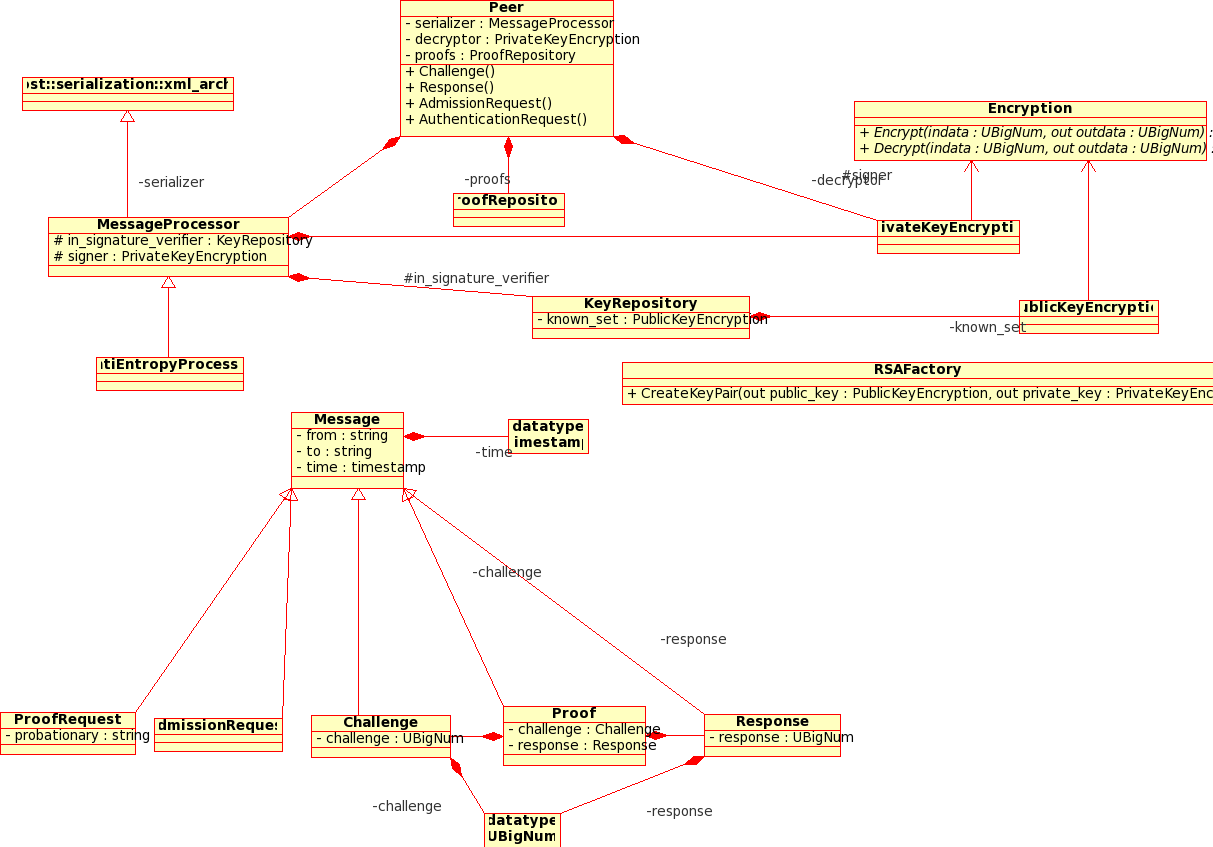 Peer
- serializer : MessageProcessor
- decryptor : PrivateKeyEncryption
- proofs : ProofRepository
+ Challenge()
+ Response()
+ AdmissionRequest()
+ AuthenticationRequest()
ost::serialization::xml_arch
Encryption
+ Encrypt(indata : UBigNum, out outdata : UBigNum) :
+ Decrypt(indata : UBigNum, out outdata : UBigNum) :
-serializer
-proofs
-decryptor
#signer
roofReposito
MessageProcessor
# in_signature_verifier : KeyRepository
# signer : PrivateKeyEncryption
ivateKeyEncrypti
#in_signature_verifier
KeyRepository
- known_set : PublicKeyEncryption
ublicKeyEncryptic
-known_set
ntiEntropyProcess
RSAFactory
+ CreateKeyPair(out public_key : PublicKeyEncryption, out private_key : PrivateKeyEnc
Message
- from : string
- to : string
- time : timestamp
datatype
imestamp
-time
-challenge
-response
ProofRequest
- probationary : string
dmissionReques
Challenge
- challenge : UBigNum
Proof
- challenge : Challenge
- response : Response
Response
- response : UBigNum
-challenge
-response
datatype
UBigNum